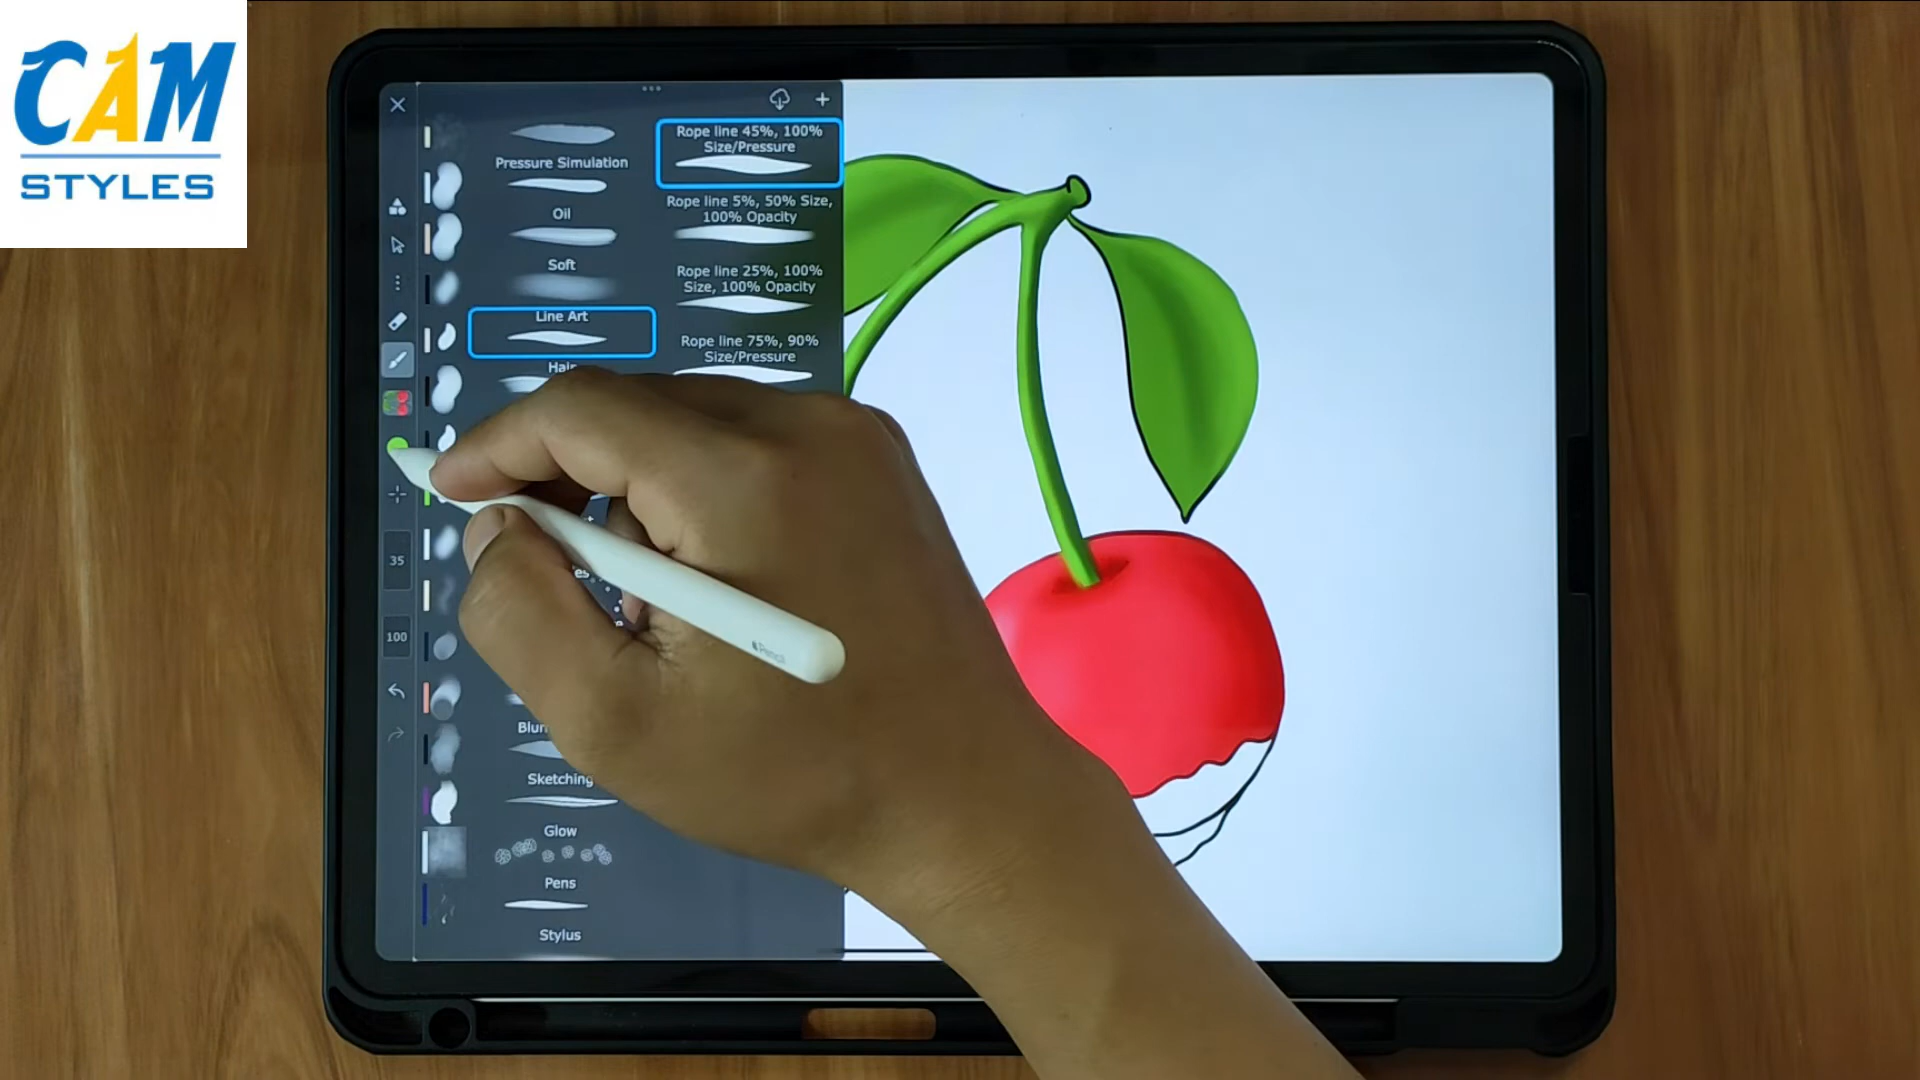 CAM
STYLES
Pressure Simulation
Oil
Soft
Line Art
Hair
35
100
Sketching
Glow
Pens
Stylus
Rope line 45%, 100%
Size/Pressure
Rope line 5%, 50% Size,
100% Opacity
Rope line 25%, 100%
Size, 100% Opacity
Rope line 75%, 90%
Size/Pressure
Pencil